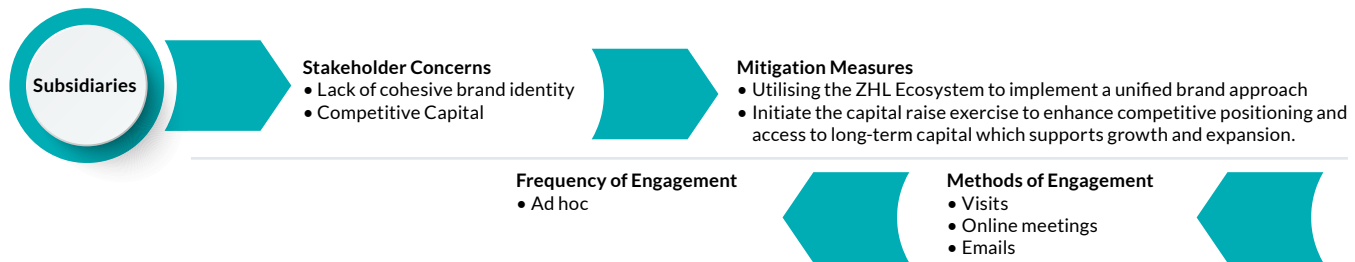 Subsidiaries
Stakeholder Concerns
• Lack of cohesive brand identity
• Competitive Capital
Mitigation Measures
• Utilising the ZHL Ecosystem to implement a unified brand approach
• Initiate the capital raise exercise to enhance competitive positioning and
access to long-term capital which supports growth and expansion.
Methods of Engagement
• Visits
• Online meetings
• Emails
Frequency of Engagement
• Ad hoc